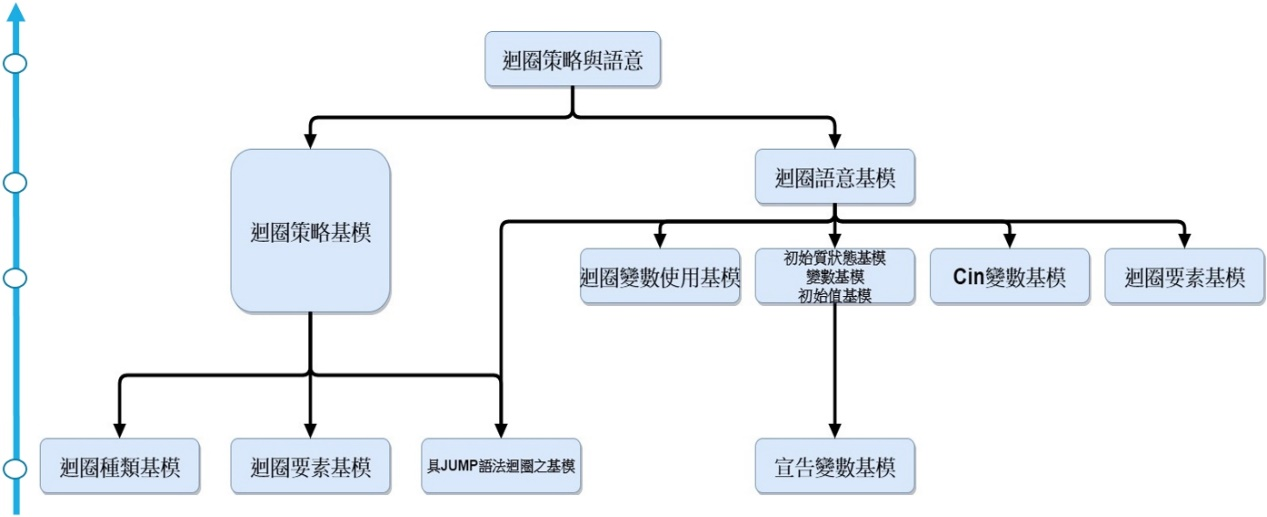 迴圈策略與語意
迴圈策略基模
迴圈語意基模
迴圈變數使用基模
初始質狀態基模
變數基模
初始值基模
Cin變數基模
迴圈要素基模
迴圈種類基模
迴圈要素基模
具JUMP語法迴圈之基模
宣告變數基模